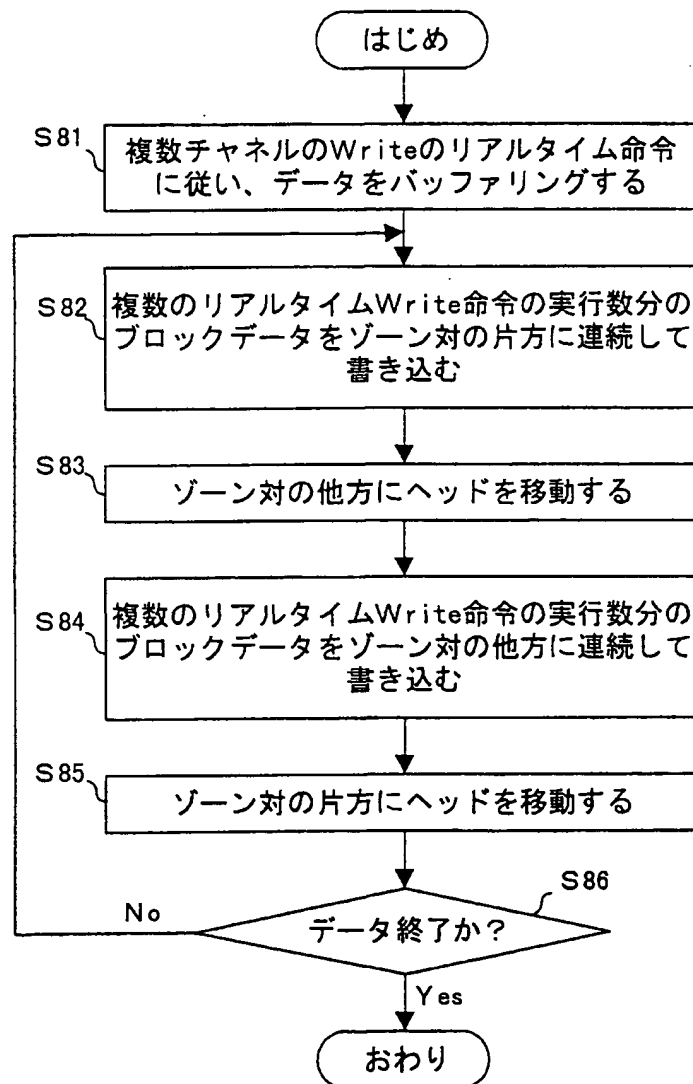 はじめ
S81
複数チャネルのWriteのリアルタイム命令
に従い、データをバッファリングする
S82
複数のリアルタイムWrite命令の実行数分の
ブロックデータをゾーン対の片方に連続して
書き込む
S83
ゾーン対の他方にヘッドを移動する
S84
複数のリアルタイムWrite命令の実行数分の
ブロックデータをゾーン対の他方に連続して
書き込む
S85
ゾーン対の片方にヘッドを移動する
S86
No
データ終了か?
Yes
おわり